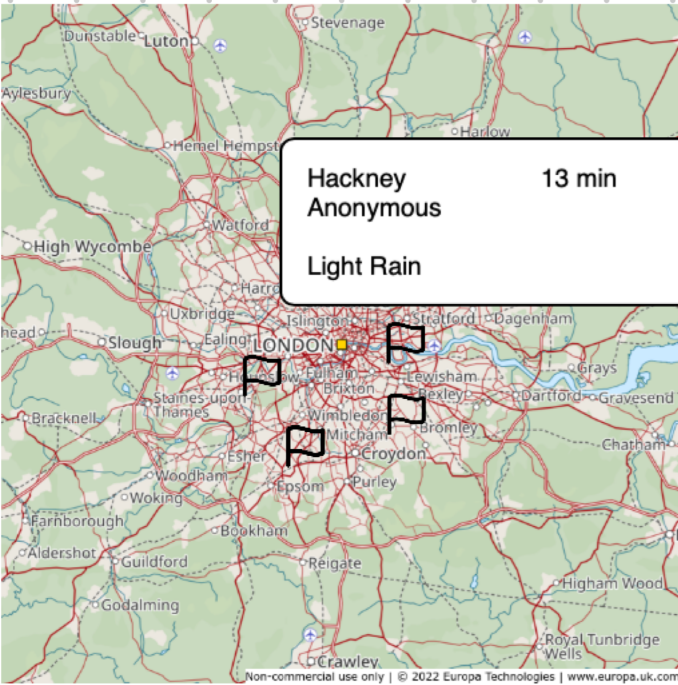 Stevenage
Dunstable
Luton
Aylesbury
Harlow
Hemel Hempst
Hackney 13 min
Anonymous
Light Rain
Watford
High Wycombe
Harro
Uxbridge
Islington
Stratford
Dagenham
head
Slough
Ealing
LONDON
Fulham
Grays
Lewisham
Brixton
Staines-upon-
Thames
Bexley
Dartford
Gravesend
Bracknell
Wimbledon
Mitcham
Bromley
Chatham
Esher
Croydon
Woodham
Epsom
Purley
Woking
Farnborough
Bookham
Aldershot
Guildford
Reigate
Higham Wood
Godalming
Royal Tunbridge
Wells
Crawley
Non-commercial use only | © 2022 Europa Technologies | www.europa.uk.com